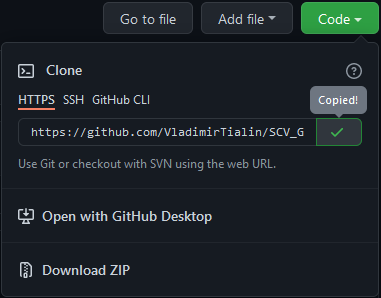 Go to file Add file Code
Clone
Copied!
HTTPS SSH GitHub CLI
https://github.com/VladimirTialin/SCV_G
Use Git or checkout with SVN using the web URL.
Open with GitHub Desktop
Download ZIP